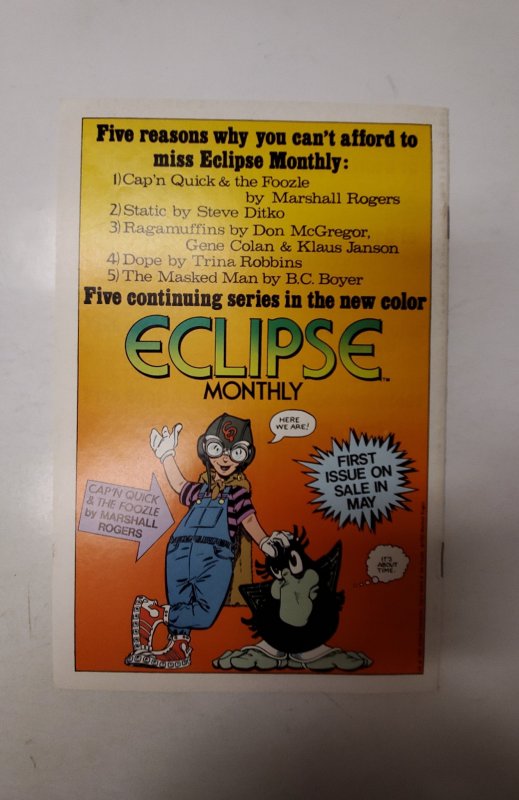 Five reasons why you can't afford to
miss Eclipse Monthly:
1) Cap'n Quick & the Foozle
by Marshall Rogers
2) Static by Steve Ditko
3) Ragamuffins by Don McGregor,
Gene Colan & Klaus Janson
4) Dope by Trina Robbins
5) The Masked Man by B.C. Boyer
Five continuing series in the new color
ECLIPSE™
MONTHLY
HERE
WE ARE!
CQ
FIRST
ISSUE ON
SALE IN
MAY
CAP'N QUICK
& THE FOOZLE
by MARSHALL
ROGERS
IT'S
ABOUT
TIME.